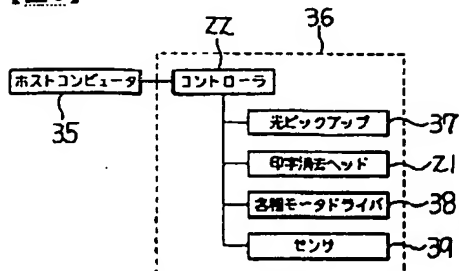 22
36
ホストコンピュータ
コントローラ
35
光ピックアップ
37
印字消去ヘッド
21
各種モータドライバ
38
センサ
39